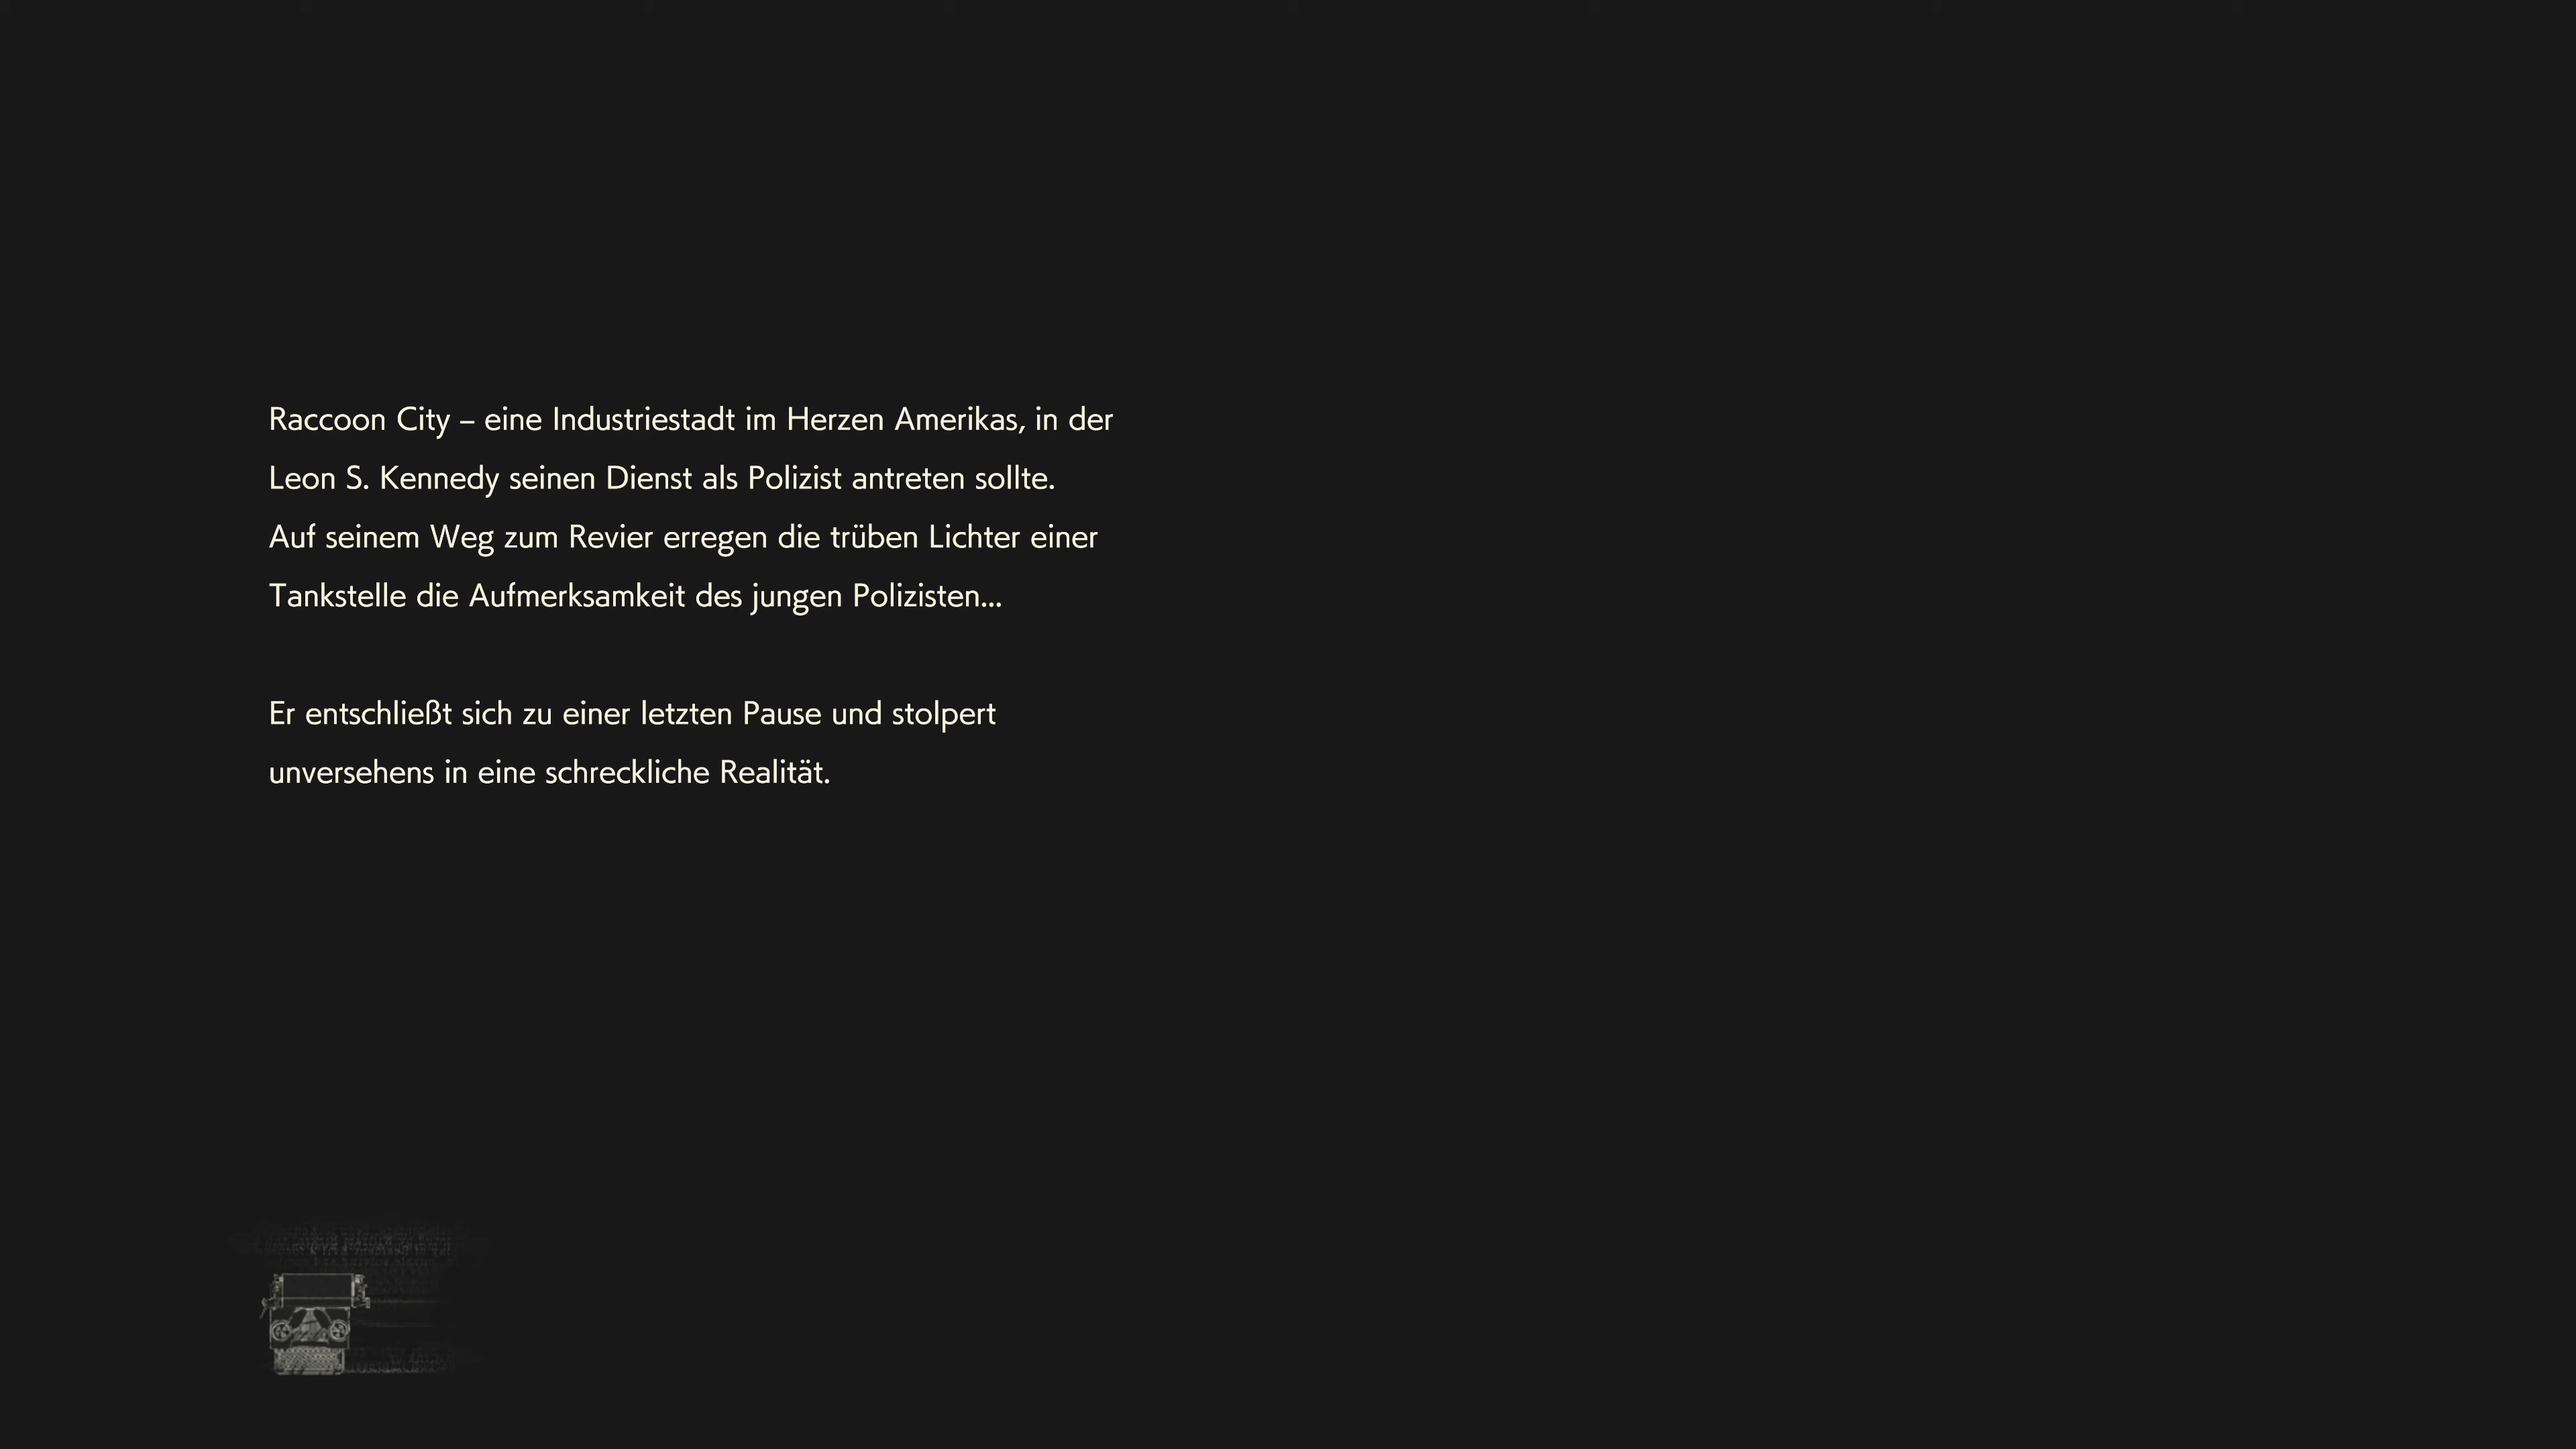 Raccoon City – eine Industriestadt im Herzen Amerikas, in der
Leon S. Kennedy seinen Dienst als Polizist antreten sollte.
Auf seinem Weg zum Revier erregen die trüben Lichter einer
Tankstelle die Aufmerksamkeit des jungen Polizisten...
Er entschließt sich zu einer letzten Pause und stolpert
unversehens in eine schreckliche Realität.